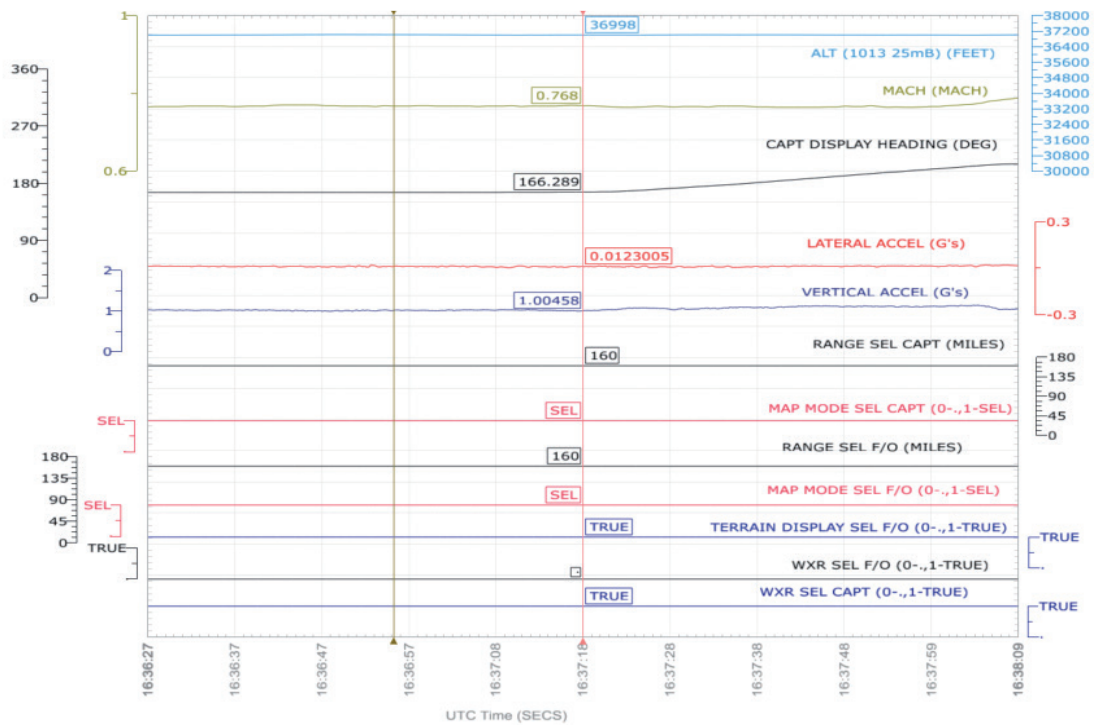 1
36998
38000
37200
36400
35600
34800
34000
33200
32400
31600
30800
30000
ALT (1013 25mB) (FEET)
360
270
180
90
0
0.768
MACH (MACH)
0.6
CAPT DISPLAY HEADING (DEG)
166.289
0.3
-0.3
LATERAL ACCEL (G's)
0.0123005
2
1
0
1.00458
VERTICAL ACCEL (G's)
RANGE SEL CAPT (MILES)
160
180
135
90
45
0
SEL
SEL
MAP MODE SEL CAPT (0-.,1-SEL)
RANGE SEL F/O (MILES)
160
180
135
90
45
0
SEL
SEL
MAP MODE SEL F/O (0-.,1-SEL)
TRUE
TERRAIN DISPLAY SEL F/O (0-.,1-TRUE)
TRUE
TRUE
WXR SEL F/O (0-.,1-TRUE)
WXR SEL CAPT (0-.,1-TRUE)
TRUE
TRUE
16:36:27
16:36:37
16:36:47
16:36:57
16:37:08
16:37:18
16:37:28
16:37:38
16:37:48
16:37:59
16:38:09
UTC Time (SECS)